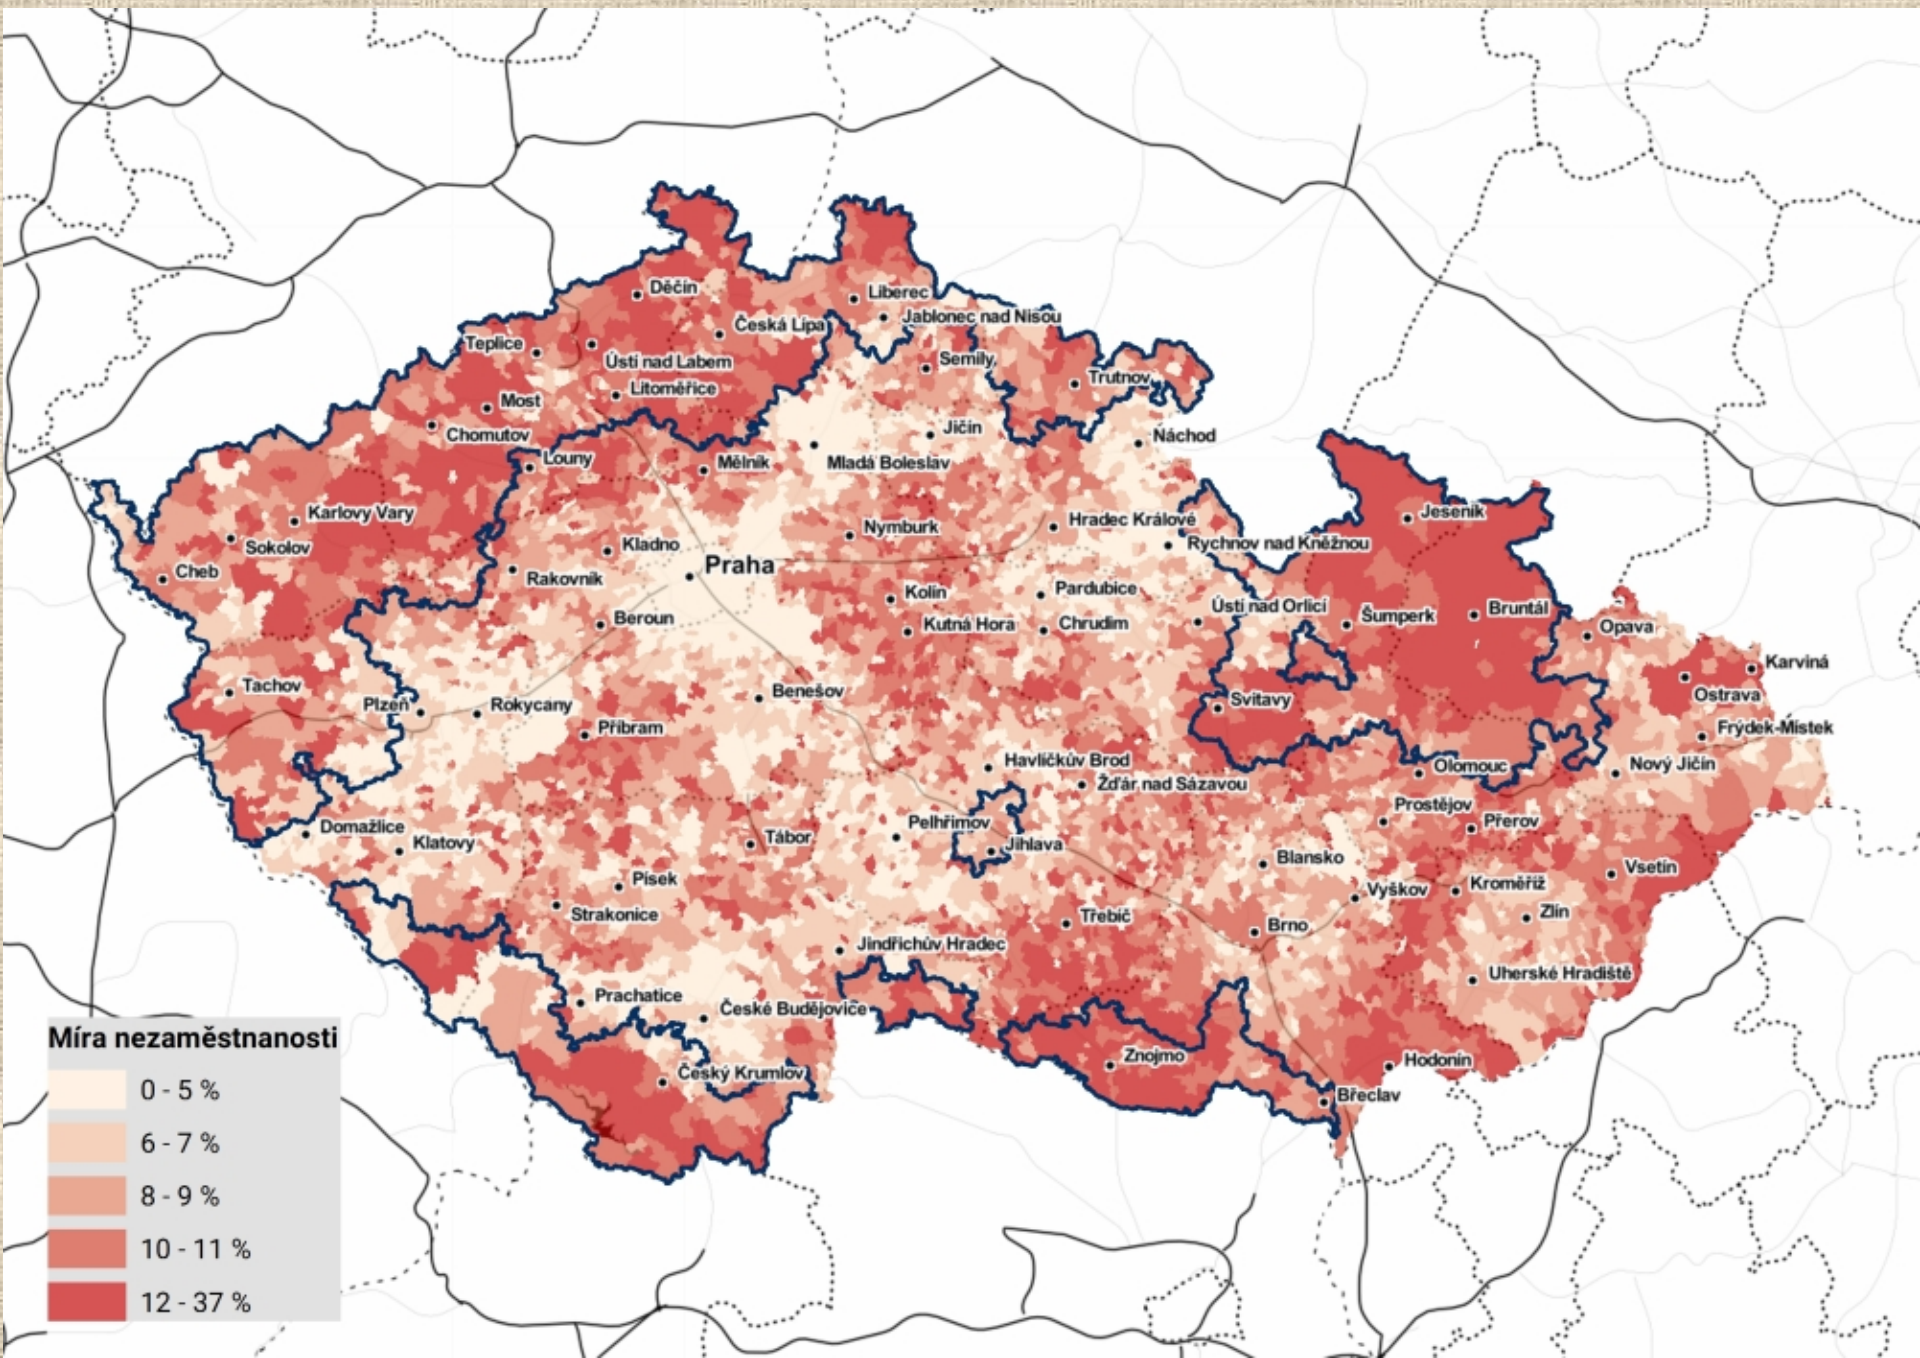 Děčín
Liberec
Jablonec nad Nisou
Česká Lípa
Teplice
Ústí nad Labem
Semily
Trutnov
Litoměřice
Most
Chomutov
Jičín
Náchod
Louny
Mělník
Mladá Boleslav
Karlovy Vary
Jeseník
Nymburk
Hradec Králové
Sokolov
Kladno
Rychnov nad Kněžnou
Praha
Cheb
Rakovník
Pardubice
Kolín
Ústí nad Orlicí
Bruntál
Beroun
Kutná Hora
Chrudim
Šumperk
Opava
Karviná
Tachov
Benešov
Ostrava
Plzeň
Rokycany
Svitavy
Příbram
Frýdek-Místek
Havlíčkův Brod
Olomouc
Nový Jičín
Žďár nad Sázavou
Prostějov
Domažlice
Pelhřimov
Přerov
Klatovy
Tábor
Jihlava
Blansko
Vsetín
Písek
Vyškov
Kroměříž
Strakonice
Třebíč
Zlín
Brno
Jindřichův Hradec
Uherské Hradiště
Prachatice
České Budějovice
Znojmo
Hodonín
Český Krumlov
Břeclav
Míra nezaměstnanosti
0 - 5 %
6 - 7 %
8 - 9 %
10 - 11 %
12 - 37 %